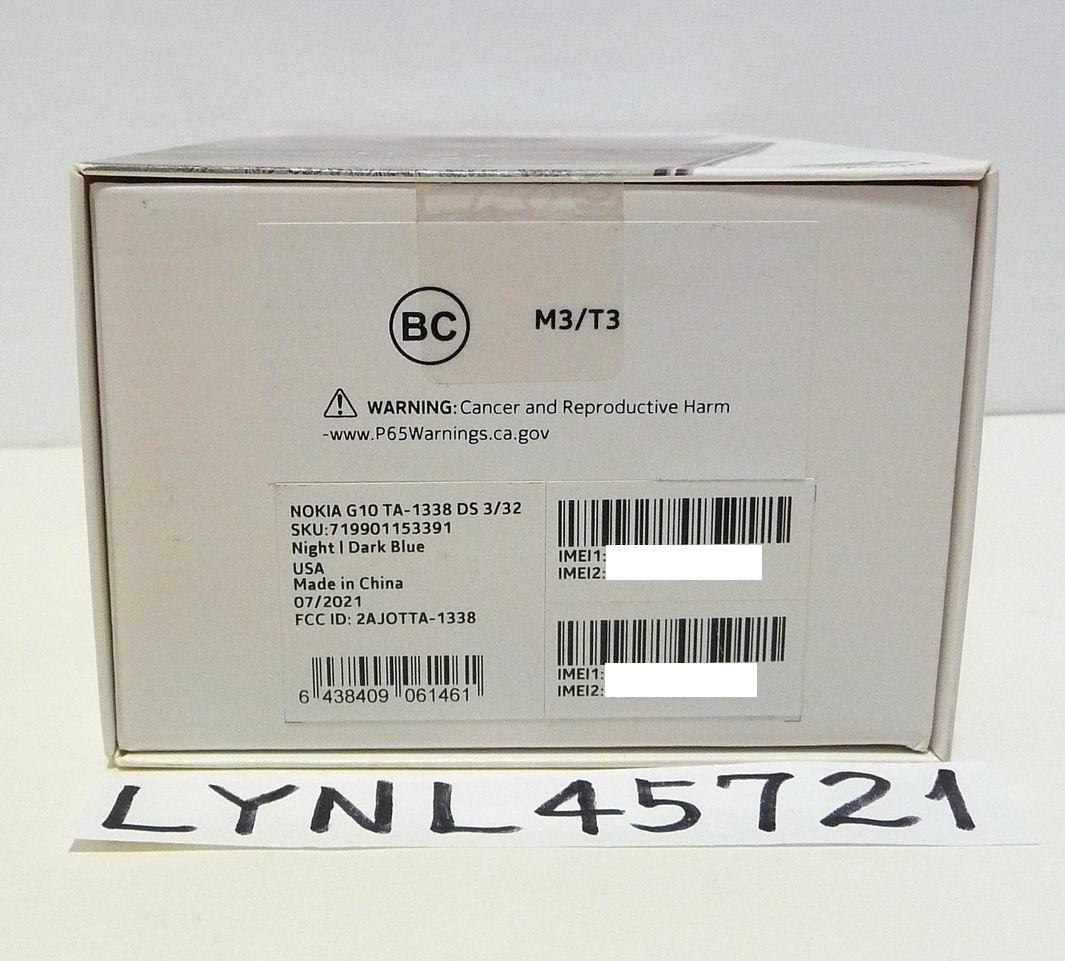 BC M3/T3
WARNING: Cancer and Reproductive Harm
-www.P65Warnings.ca.gov
NOKIA G10 TA-1338 DS 3/32
SKU:719901153391
Night | Dark Blue
USA
Made in China
07/2021
FCC ID: 2AJOTTA-1338
6 438409 061461
IMEI1:
IMEI2:
IMEI1:
IMEI2:
LYNL45721